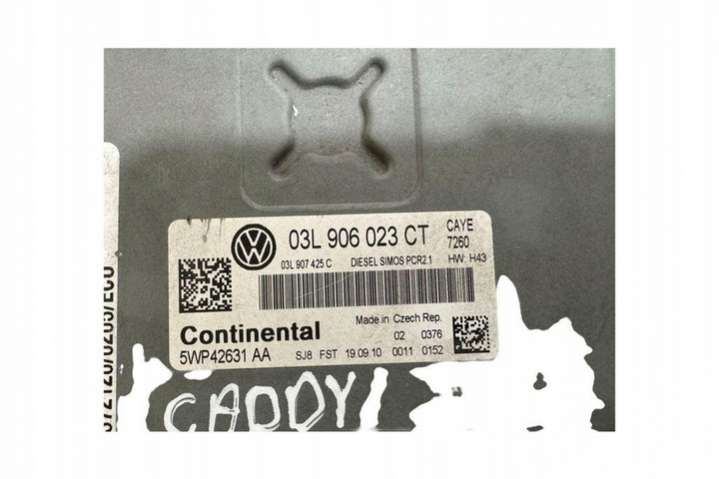 03L 906 023 CT
CAYE
7260
03L 907 425 C
DIESEL SIMOS PCR2.1
HW: H43
Made in Czech Rep.
Continental
02 0376
5WP42631 AA
SJ8 FST 19.09.10 0011 0152
CADDY